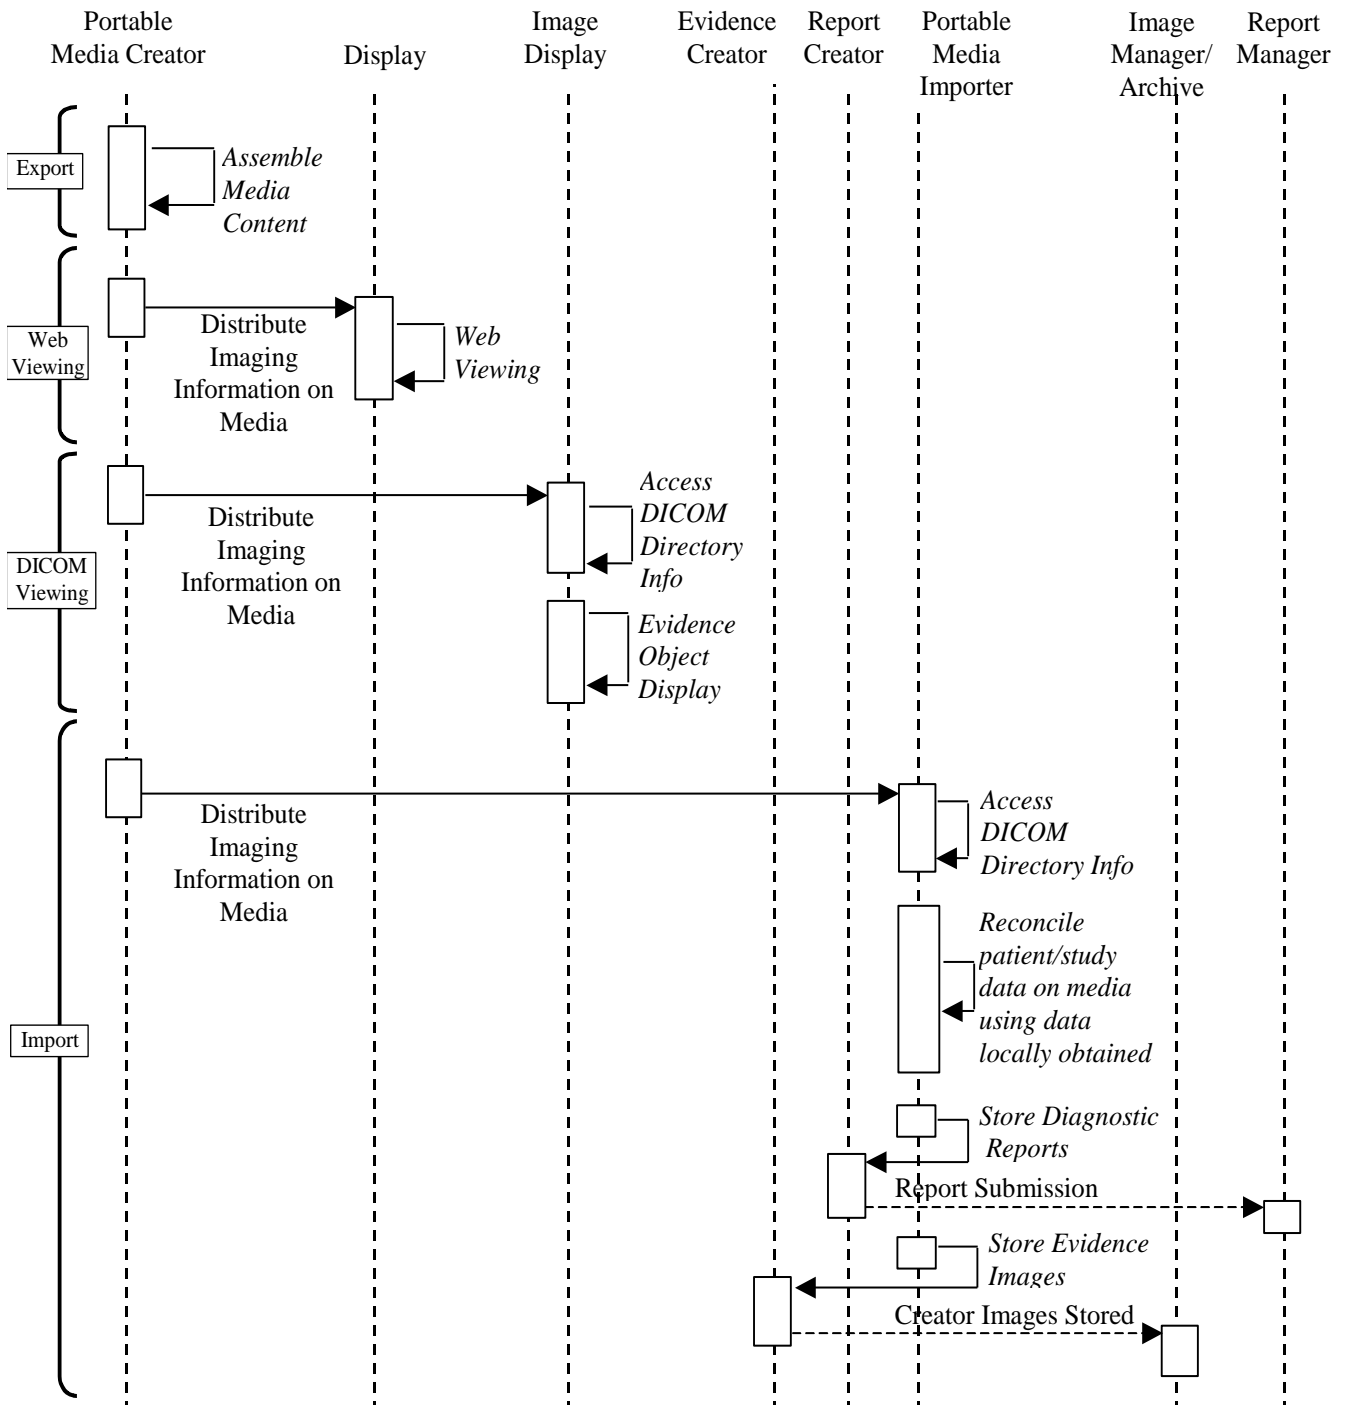 Portable
Media Creator
Display
Image
Display
Evidence
Creator
Report
Creator
Portable
Media
Importer
Image
Manager/
Archive
Report
Manager
Export
Assemble
Media
Content
Web
Viewing
Distribute
Imaging
Information on
Media
Web
Viewing
DICOM
Viewing
Distribute
Imaging
Information on
Media
Access
DICOM
Directory
Info
Evidence
Object
Display
Import
Distribute
Imaging
Information on
Media
Access
DICOM
Directory Info
Reconcile
patient/study
data on media
using data
locally obtained
Store Diagnostic
Reports
Report Submission
Store Evidence
Images
Creator Images Stored